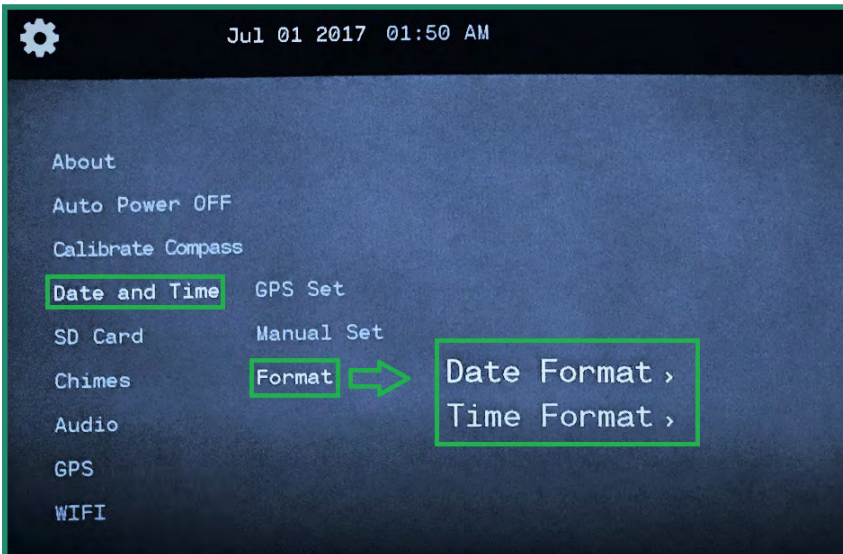 Jul 01 2017 01:50 AM
About
Auto Power OFF
Calibrate Compass
Date and Time
GPS Set
SD Card
Manual Set
Chimes
Format
Date Format ›
Time Format ›
Audio
GPS
WIFI